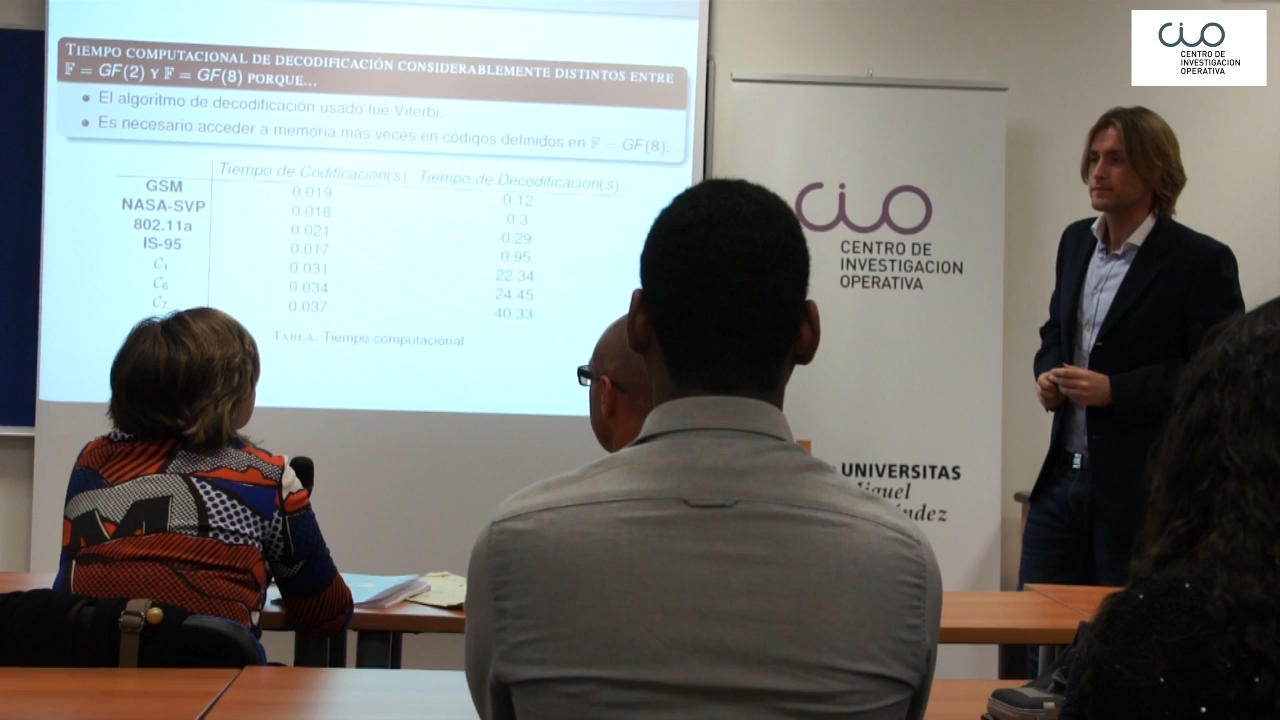 TIEMPO COMPUTACIONAL DE DECODIFICACIÓN CONSIDERABLEMENTE DISTINTOS ENTRE
𝔽 = GF(2) Y 𝔽 = GF(8) PORQUE...
El algoritmo de decodificación usado fue Viterbi.
Es necesario acceder a memoria más veces en códigos definidos en 𝔽 = GF(8).
Tiempo de Codificacion(s) Tiempo de Decodificacion(s)
GSM 0.019 0.12
NASA-SVP 0.018 0.3
802.11a 0.021 0.29
IS-95 0.017 0.95
C₁ 0.031 22.34
C₆ 0.034 24.45
C₇ 0.037 40.33
TABLA. Tiempo computacional
CiO
CENTRO DE
INVESTIGACION
OPERATIVA
UNIVERSITAS
Miguel
CiO
CENTRO DE
INVESTIGACION
OPERATIVA